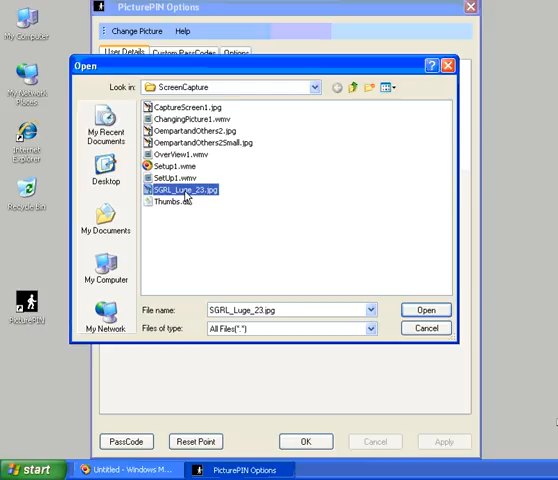 My Computer
My Network
Places
Internet
Explorer
Recycle Bin
PicturePIN
PicturePIN Options
Change Picture
Help
User Details
Custom PassCodes
Options
Open
Look in:
ScreenCapture
My Recent
Documents
Desktop
My Documents
My Computer
My Network
CaptureScreen1.jpg
ChangingPicture1.wmv
OempartandOthers2.jpg
OempartandOthers2Small.jpg
OverView1.wmv
Setup1.wme
SetUp1.wmv
SGRL_Luge_23.jpg
File name:
SGRL_Luge_23.jpg
Open
Files of type:
All Files(*.*)
Cancel
PassCode
Reset Point
OK
Cancel
Apply
start
Untitled - Windows M...
PicturePIN Options